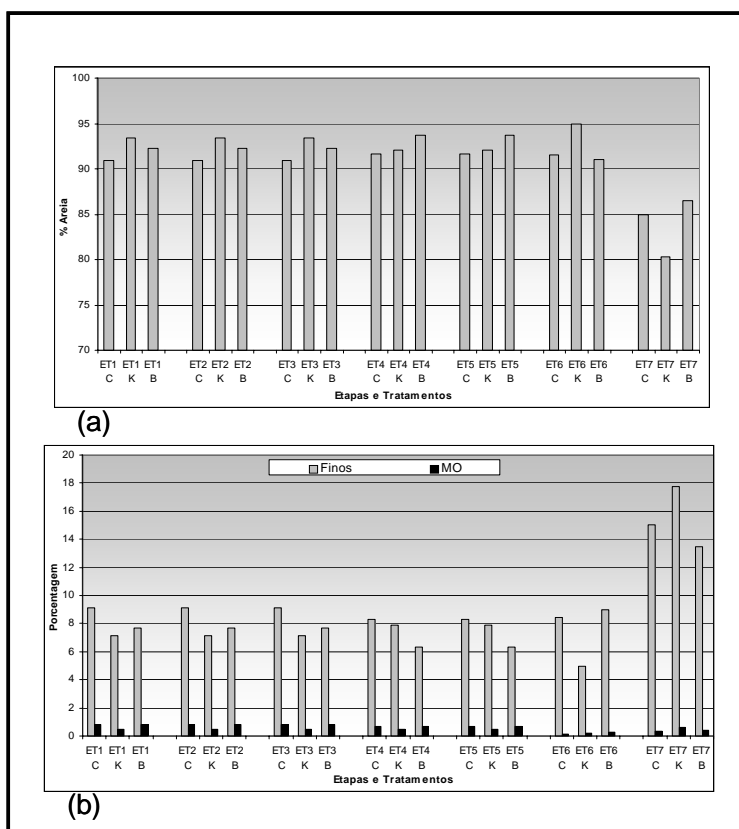 100
95
90
85
80
75
70
% Areia
ET1 ET1 ET1 ET2 ET2 ET2 ET3 ET3 ET3 ET4 ET4 ET4 ET5 ET5 ET5 ET6 ET6 ET6 ET7 ET7 ET7
C K B C K B C K B C K B C K B C K B C K B
Etapas e Tratamentos
(a)
20
18
16
14
12
10
8
6
4
2
0
Porcentagem
Finos MO
ET1 ET1 ET1 ET2 ET2 ET2 ET3 ET3 ET3 ET4 ET4 ET4 ET5 ET5 ET5 ET6 ET6 ET6 ET7 ET7 ET7
C K B C K B C K B C K B C K B C K B C K B
Etapas e Tratamentos
(b)